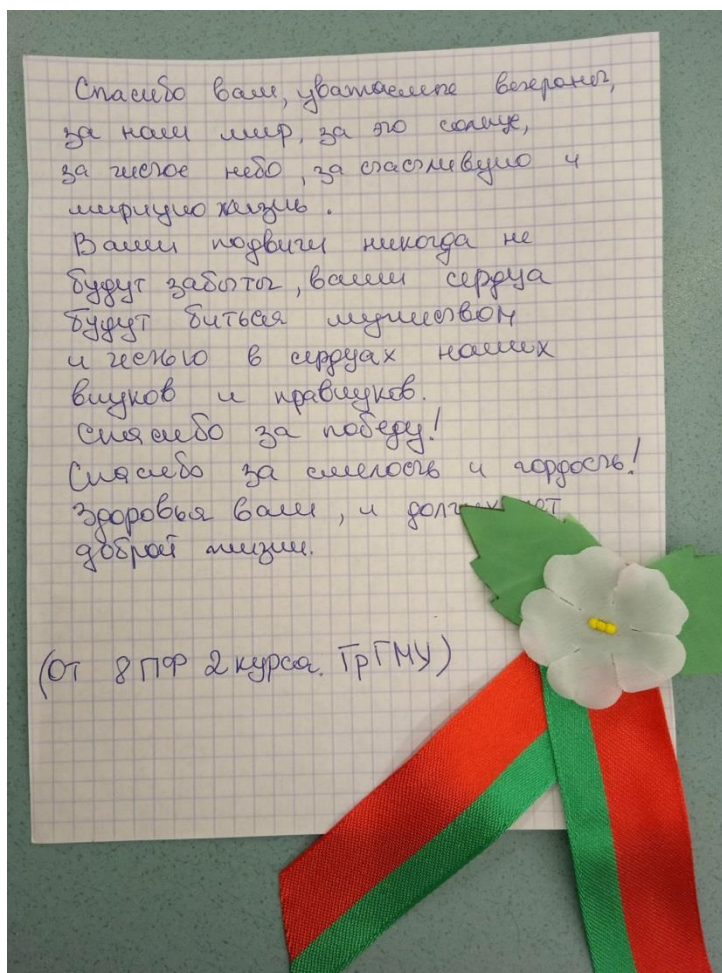 Спасибо вам, уважаемые ветераны,
за наш мир, за это солнце,
за чистое небо, за счастливую и
мирную жизнь.
Ваши подвиги никогда не
будут забыты, ваши сердца
будут биться мужеством
и честью в сердцах наших
внуков и правнуков.
Спасибо за победу!
Спасибо за смелость и гордость!
Здоровья вам, и
доброй жизни.
(От 8 ПФ 2 курса. ГрГМУ)